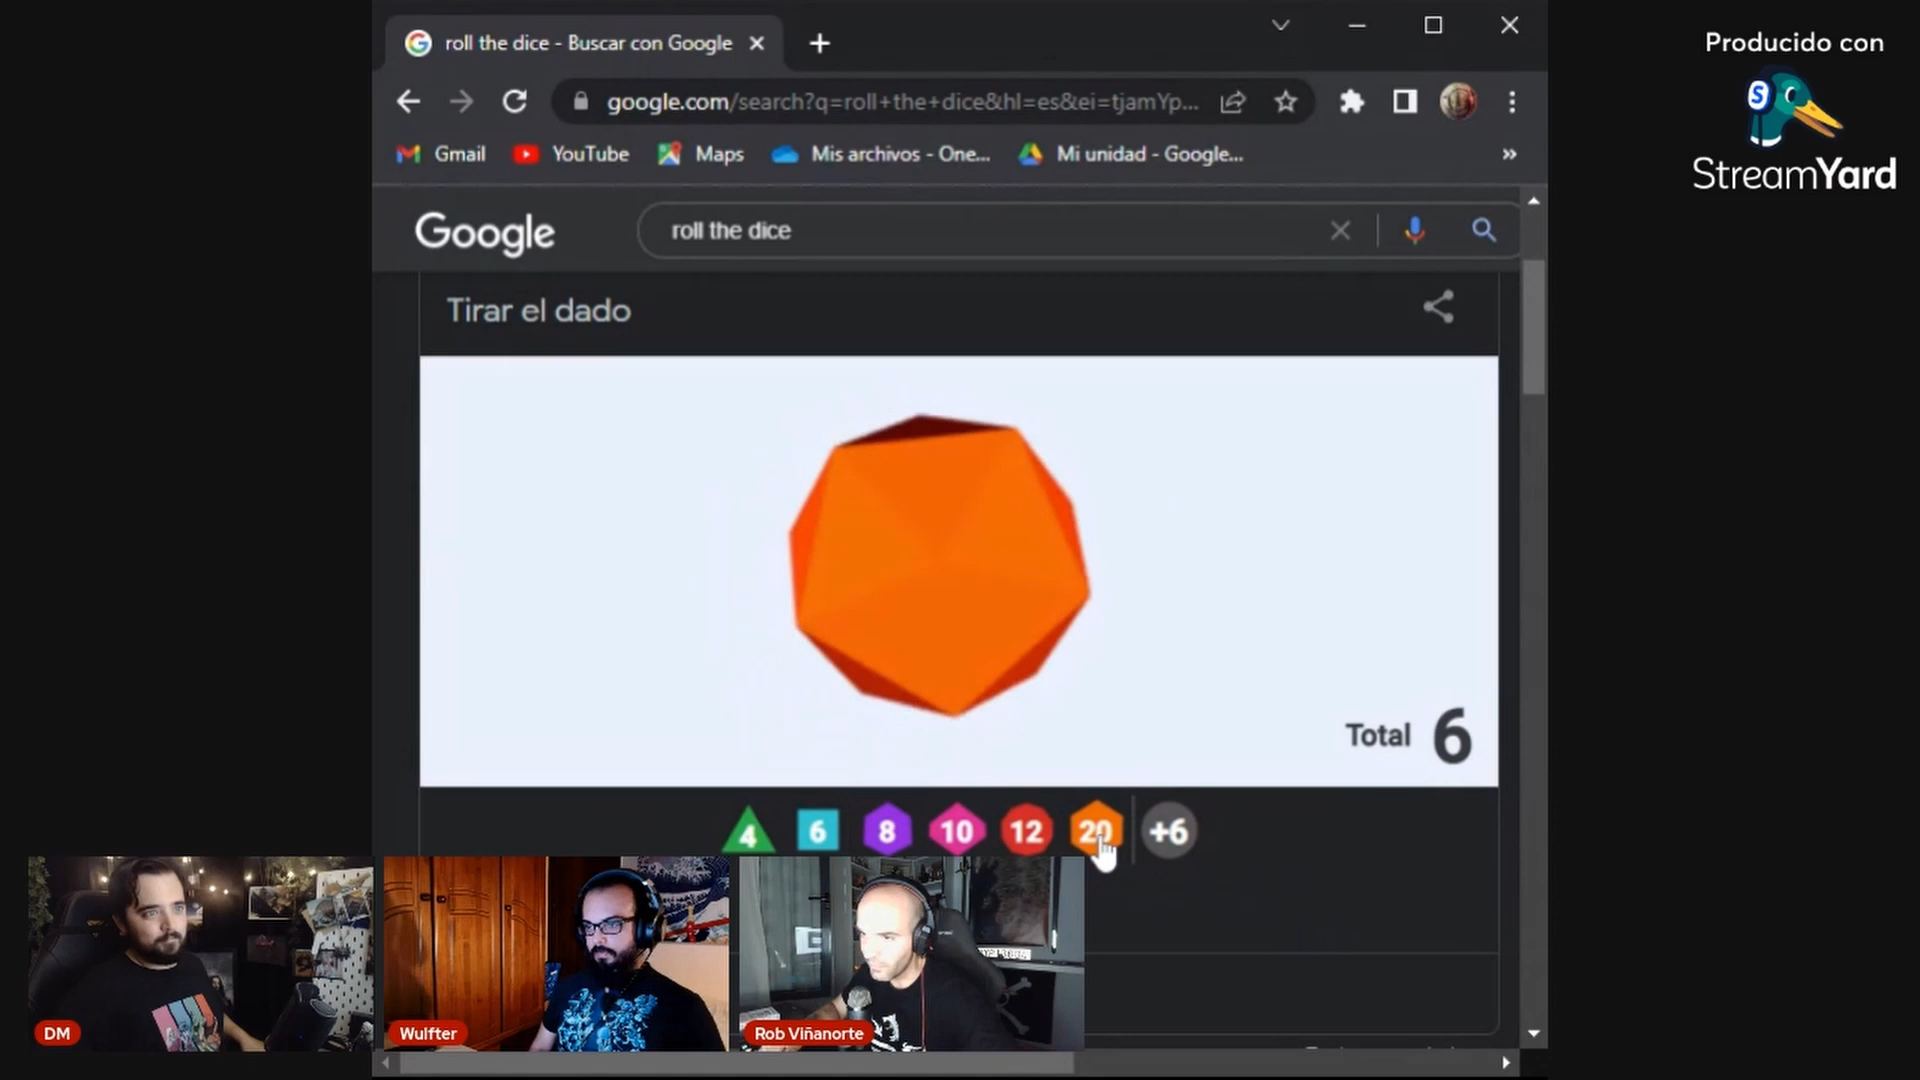 roll the dice - Buscar con Google
Producido con
StreamYard
google.com/search?q=roll+the+dice&hl=es&ei=tjamYp...
Gmail
YouTube
Maps
Mis archivos - One...
Mi unidad - Google...
»
Google
roll the dice
Tirar el dado
Total 6
4 6 8 10 12 20 +6
DM
Wulfter
Rob Viñanorte